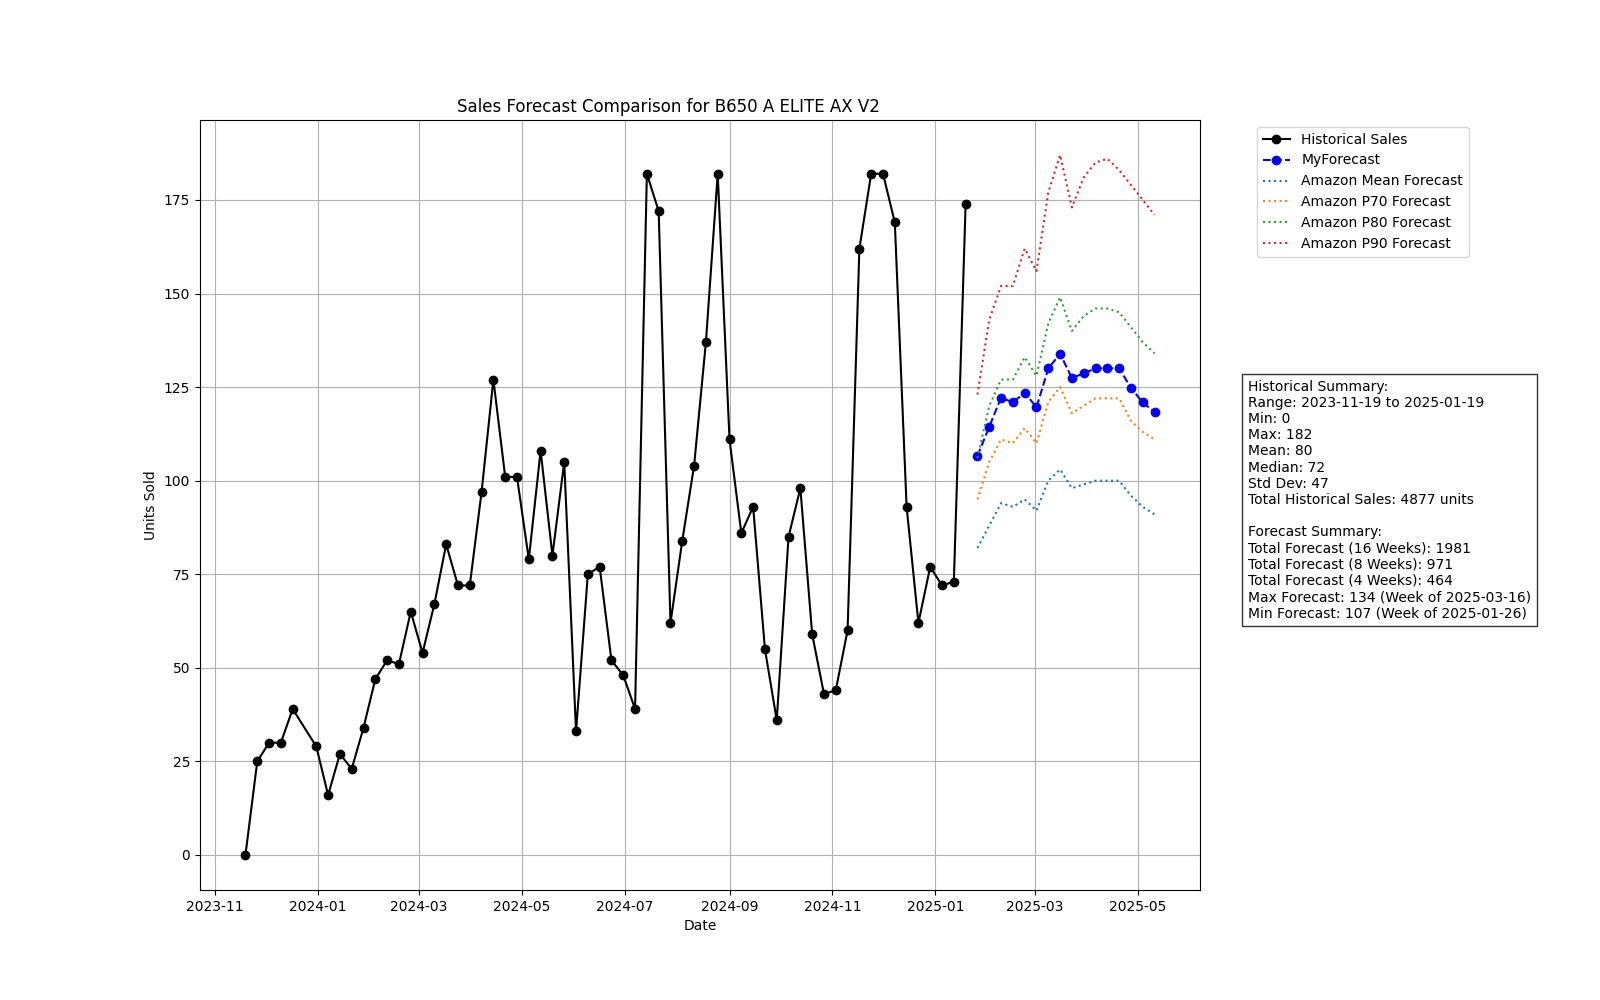 Sales Forecast Comparison for B650 A ELITE AX V2
Units Sold
175
150
125
100
75
50
25
0
2023-11
2024-01
2024-03
2024-05
2024-07
2024-09
2024-11
2025-01
2025-03
2025-05
Date
Historical Sales
MyForecast
Amazon Mean Forecast
Amazon P70 Forecast
Amazon P80 Forecast
Amazon P90 Forecast
Historical Summary:
Range: 2023-11-19 to 2025-01-19
Min: 0
Max: 182
Mean: 80
Median: 72
Std Dev: 47
Total Historical Sales: 4877 units
Forecast Summary:
Total Forecast (16 Weeks): 1981
Total Forecast (8 Weeks): 971
Total Forecast (4 Weeks): 464
Max Forecast: 134 (Week of 2025-03-16)
Min Forecast: 107 (Week of 2025-01-26)